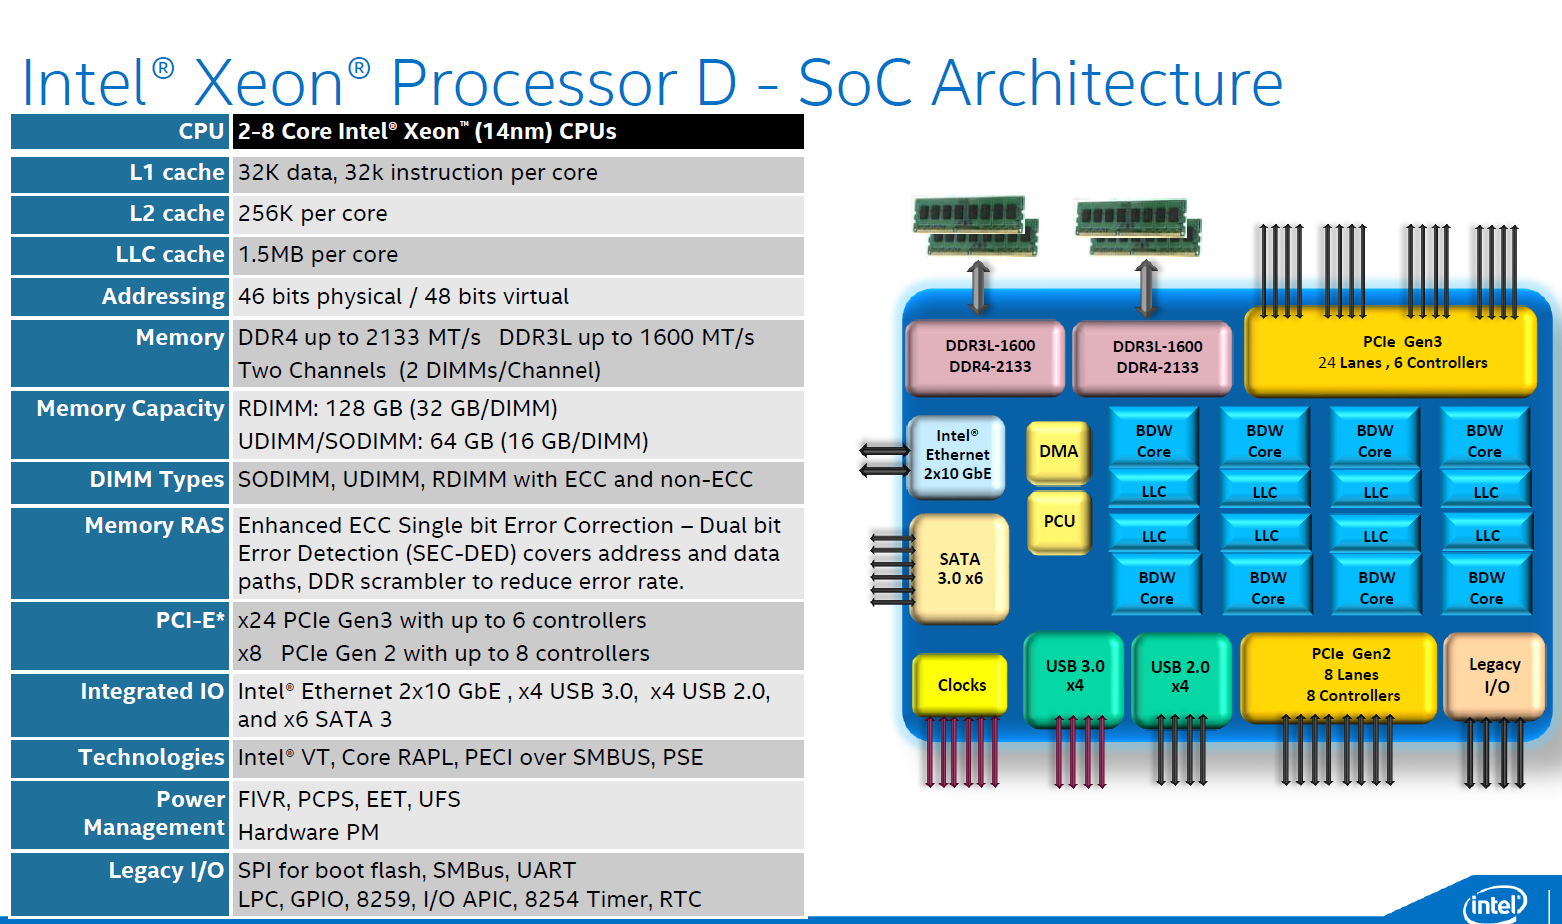 Intel® Xeon® Processor D - SoC Architecture
CPU 2-8 Core Intel® Xeon™ (14nm) CPUs
L1 cache 32K data, 32k instruction per core
L2 cache 256K per core
LLC cache 1.5MB per core
Addressing 46 bits physical / 48 bits virtual
Memory DDR4 up to 2133 MT/s DDR3L up to 1600 MT/s
Two Channels (2 DIMMs/Channel)
Memory Capacity RDIMM: 128 GB (32 GB/DIMM)
UDIMM/SODIMM: 64 GB (16 GB/DIMM)
DIMM Types SODIMM, UDIMM, RDIMM with ECC and non-ECC
Memory RAS Enhanced ECC Single bit Error Correction – Dual bit
Error Detection (SEC-DED) covers address and data
paths, DDR scrambler to reduce error rate.
PCI-E* x24 PCIe Gen3 with up to 6 controllers
x8 PCIe Gen 2 with up to 8 controllers
Integrated IO Intel® Ethernet 2x10 GbE , x4 USB 3.0, x4 USB 2.0,
and x6 SATA 3
Technologies Intel® VT, Core RAPL, PECI over SMBUS, PSE
Power FIVR, PCPS, EET, UFS
Management Hardware PM
Legacy I/O SPI for boot flash, SMBus, UART
LPC, GPIO, 8259, I/O APIC, 8254 Timer, RTC
DDR3L-1600
DDR4-2133
DDR3L-1600
DDR4-2133
PCIe Gen3
24 Lanes , 6 Controllers
Intel®
Ethernet
2x10 GbE
DMA
PCU
SATA
3.0 x6
BDW
Core
BDW
Core
BDW
Core
BDW
Core
LLC
LLC
LLC
LLC
LLC
LLC
LLC
LLC
BDW
Core
BDW
Core
BDW
Core
BDW
Core
Clocks
USB 3.0
x4
USB 2.0
x4
PCIe Gen2
8 Lanes
8 Controllers
Legacy
I/O
intel